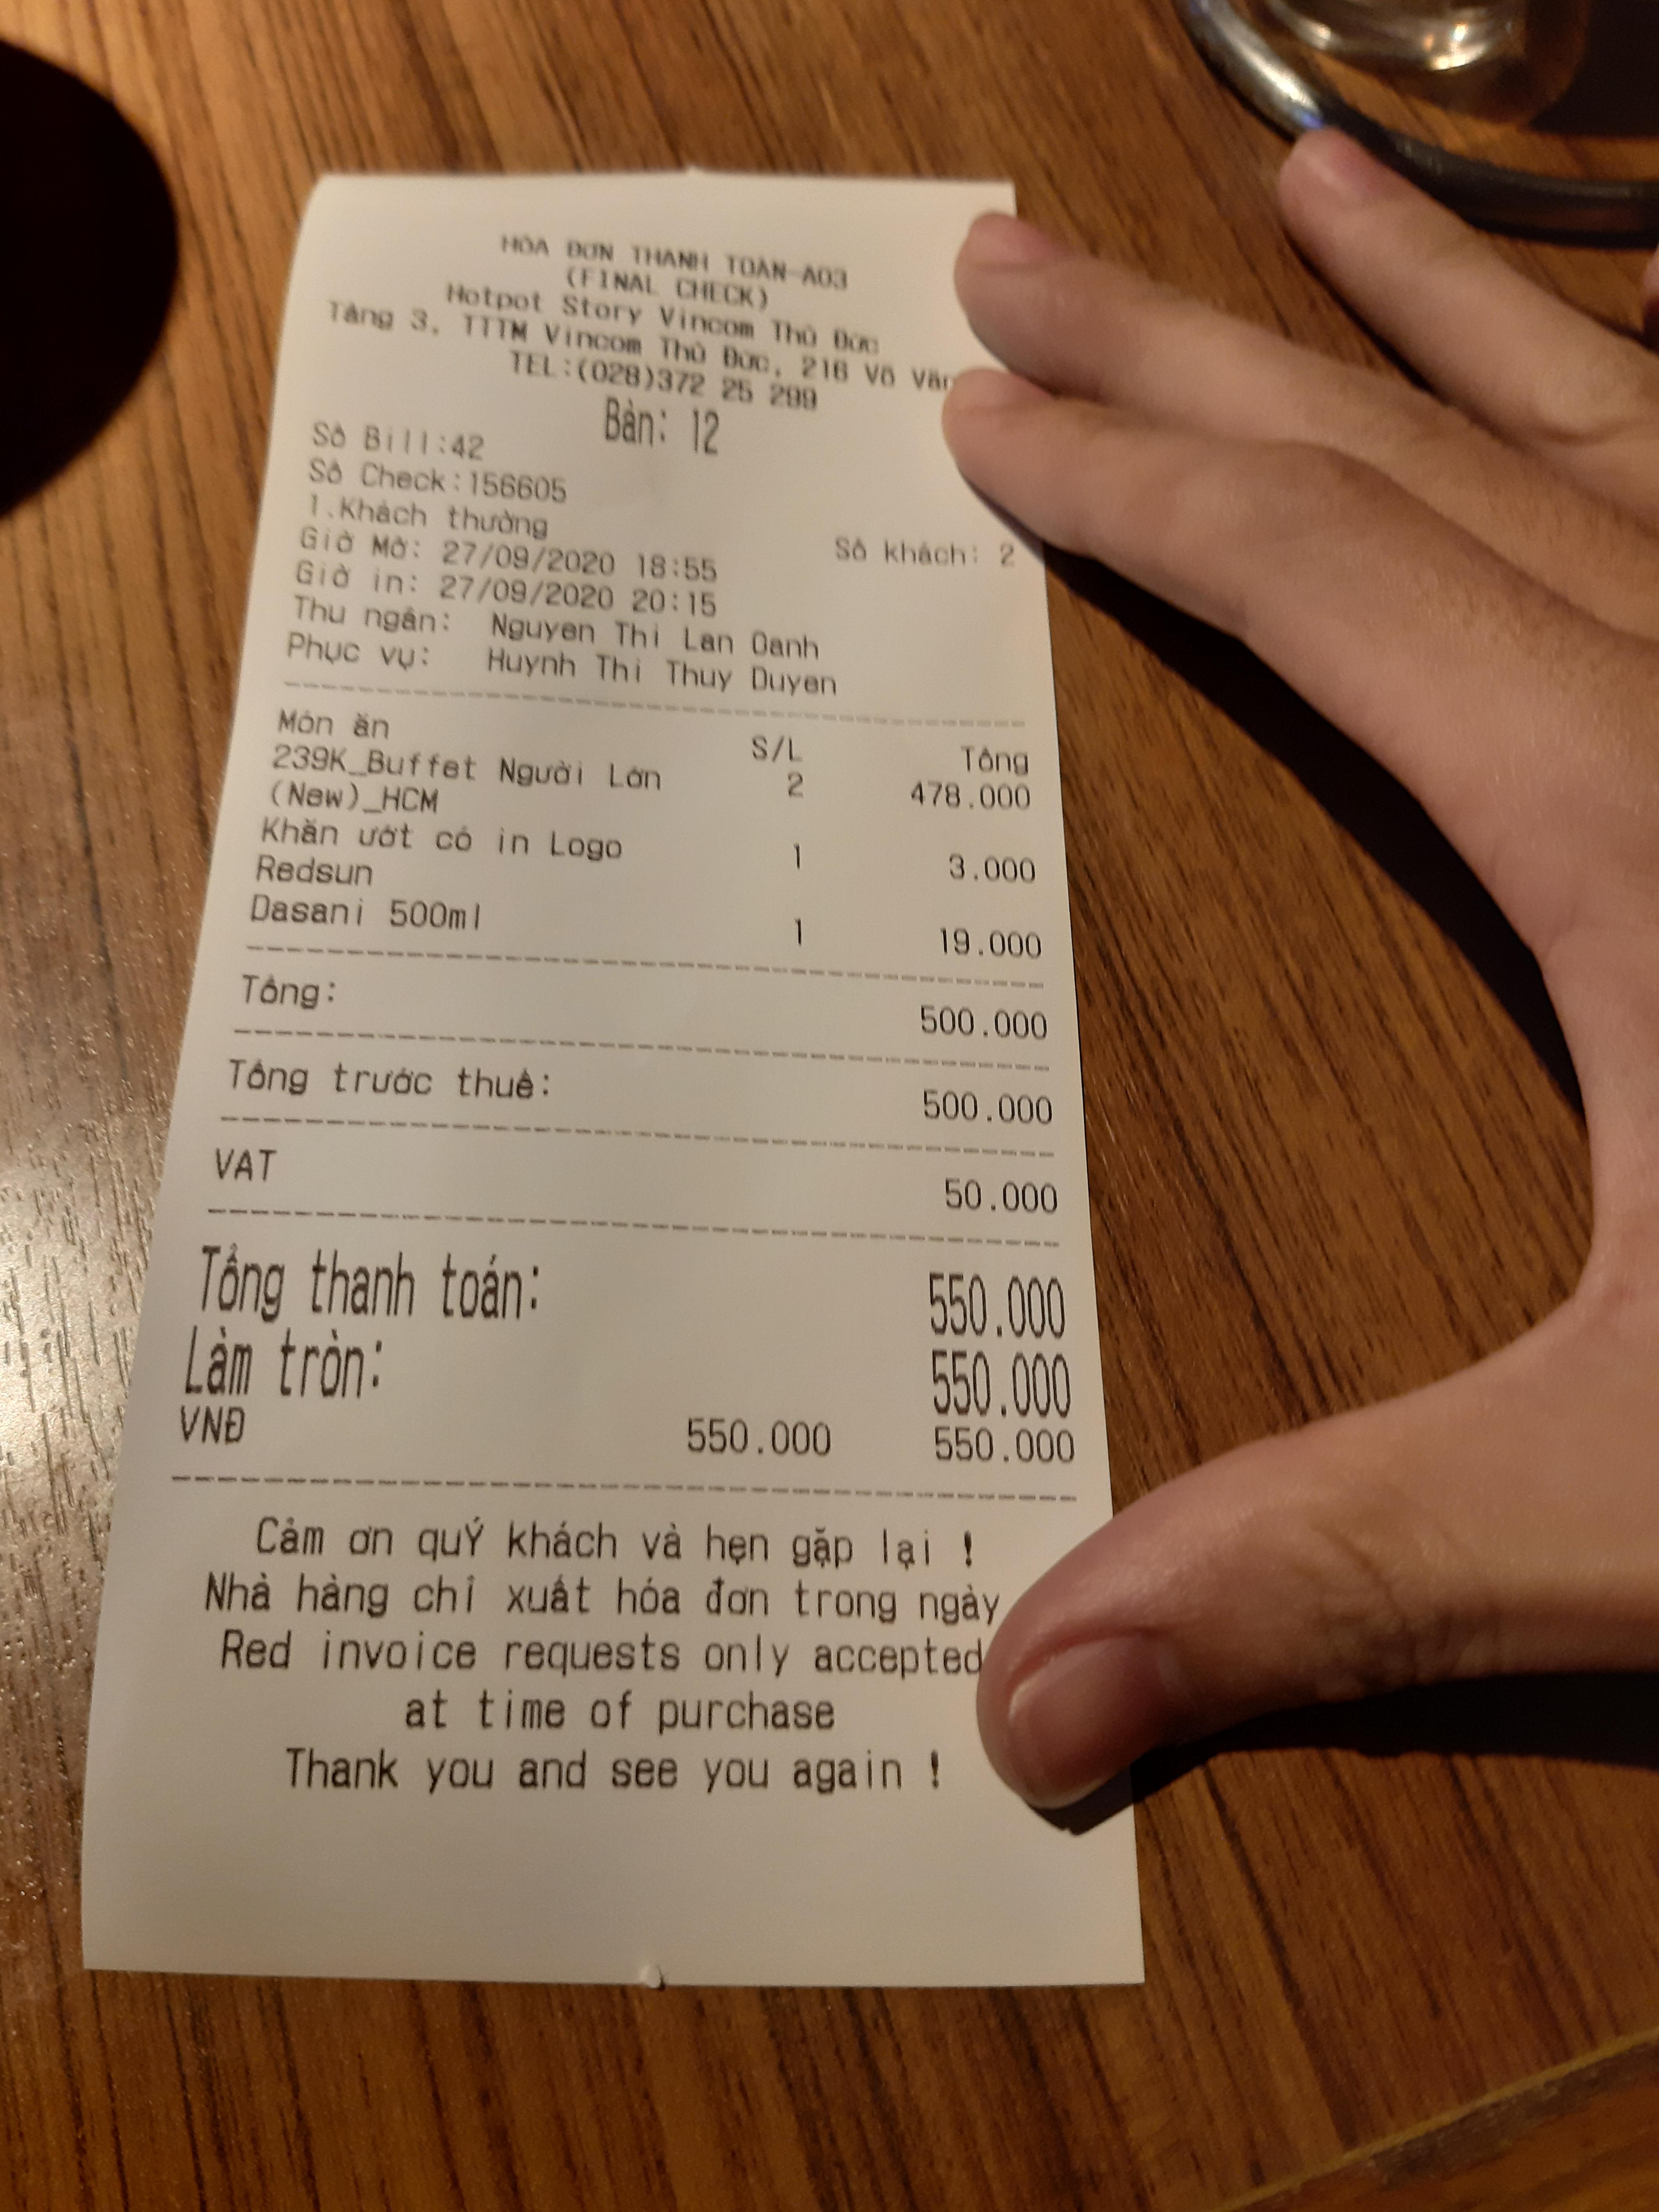 HÓA ĐƠN THANH TOÁN-A03
(FINAL CHECK)
Hotpot Story Vincom Thủ Đức
Tầng 3, TTTM Vincom Thủ Đức, 216 Võ Văn
TEL:(028)372 25 299
Bàn: 12
Số Bill:42
Số Check:156605
1.Khách thường
Giờ Mở: 27/09/2020 18:55 Số khách: 2
Giờ in: 27/09/2020 20:15
Thu ngân: Nguyen Thi Lan Oanh
Phục vụ: Huynh Thi Thuy Duyen
Món ăn S/L Tổng
239K_Buffet Người Lớn 2 478.000
(New)_HCM
Khăn ướt có in Logo 1 3.000
Redsun
Dasani 500ml 1 19.000
Tổng: 500.000
Tổng trước thuế: 500.000
VAT 50.000
Tổng thanh toán: 550.000
Làm tròn: 550.000
VNĐ 550.000 550.000
Cảm ơn quÝ khách và hẹn gặp lại !
Nhà hàng chỉ xuất hóa đơn trong ngày
Red invoice requests only accepted
at time of purchase
Thank you and see you again !